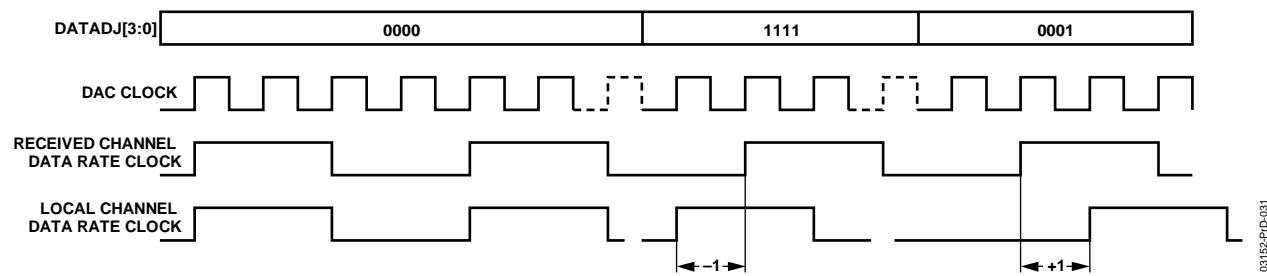 DATADJ[3:0]
0000
1111
0001
DAC CLOCK
RECEIVED CHANNEL
DATA RATE CLOCK
LOCAL CHANNEL
DATA RATE CLOCK
–1
+1
03152-PrD-031